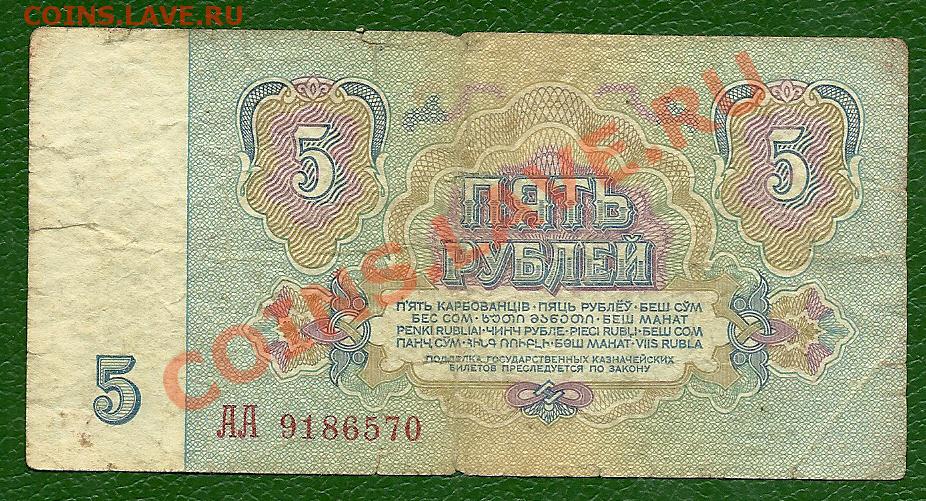 COINS.LAVE.RU
5
5
ПЯТЬ
РУБЛЕЙ
П'ЯТЬ КАРБОВАНЦІВ · ПЯЦЬ РУБЛЁЎ · БЕШ СЎМ
БЕС СОМ · ᲮᲣᲗᲘ ᲛᲐᲜᲔᲗᲘ · БЕШ МАНАТ
PENKI RUBLIAI · ЧИНЧ РУБЛЕ · PIECI RUBĻI · БЕШ СОМ
ПАНҶ СӮМ · ՀԻՆԳ ՌՈՒԲԼԻ · БӘШ МАНАТ · VIIS RUBLA
ПОДДЕЛКА ГОСУДАРСТВЕННЫХ КАЗНАЧЕЙСКИХ
БИЛЕТОВ ПРЕСЛЕДУЕТСЯ ПО ЗАКОНУ
5
АА 9186570
COINS.LAVE.RU